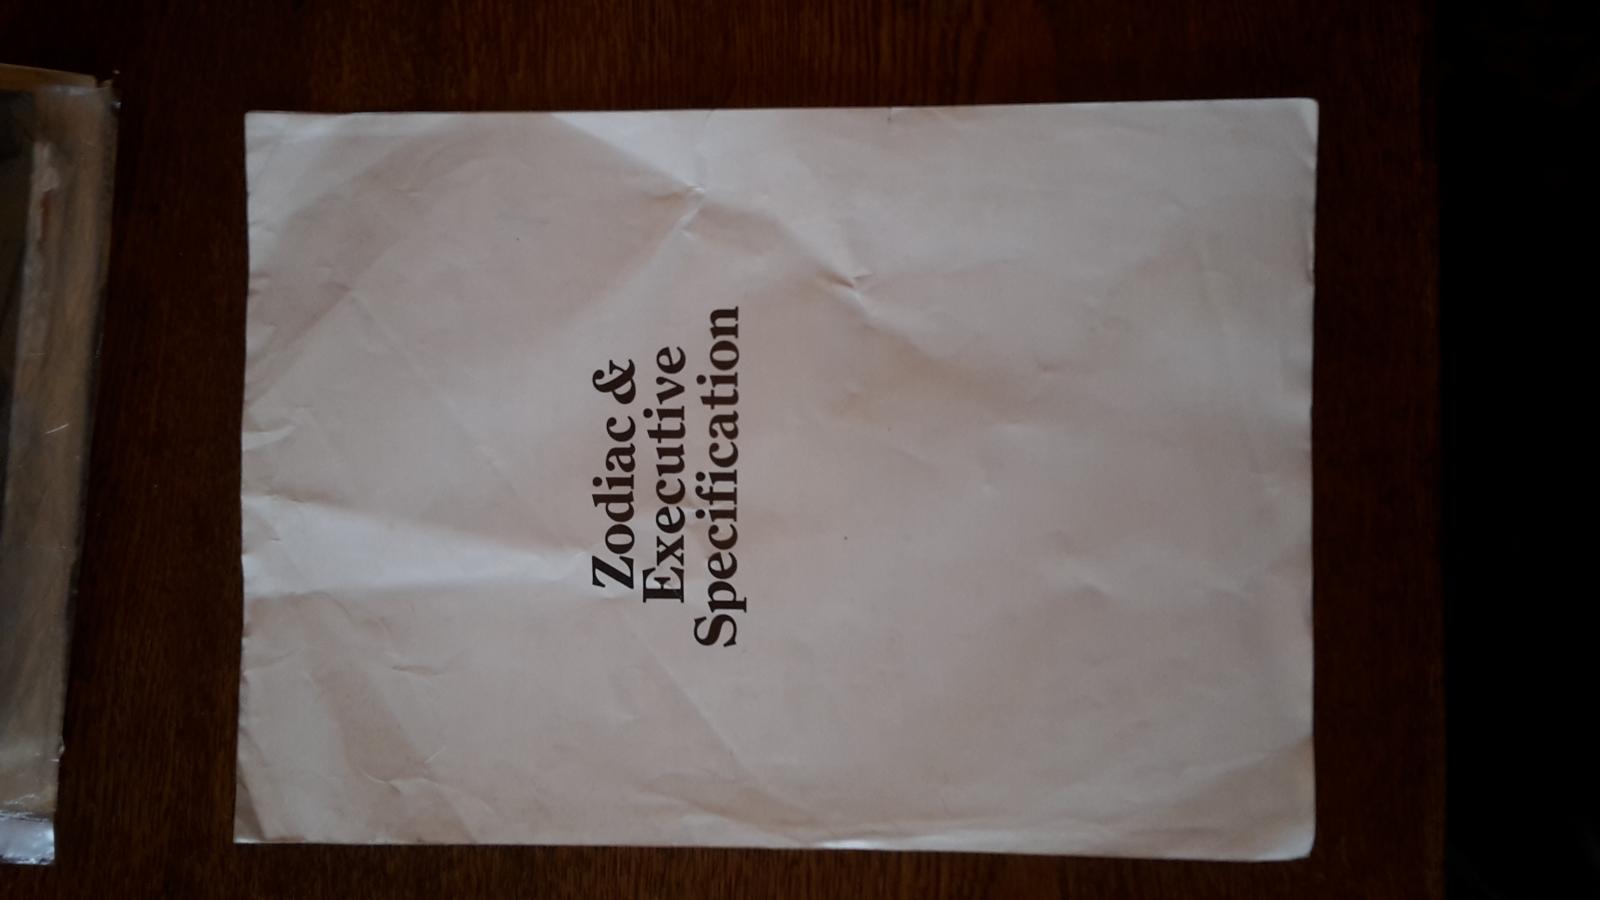 Zodiac &
Executive
Specification